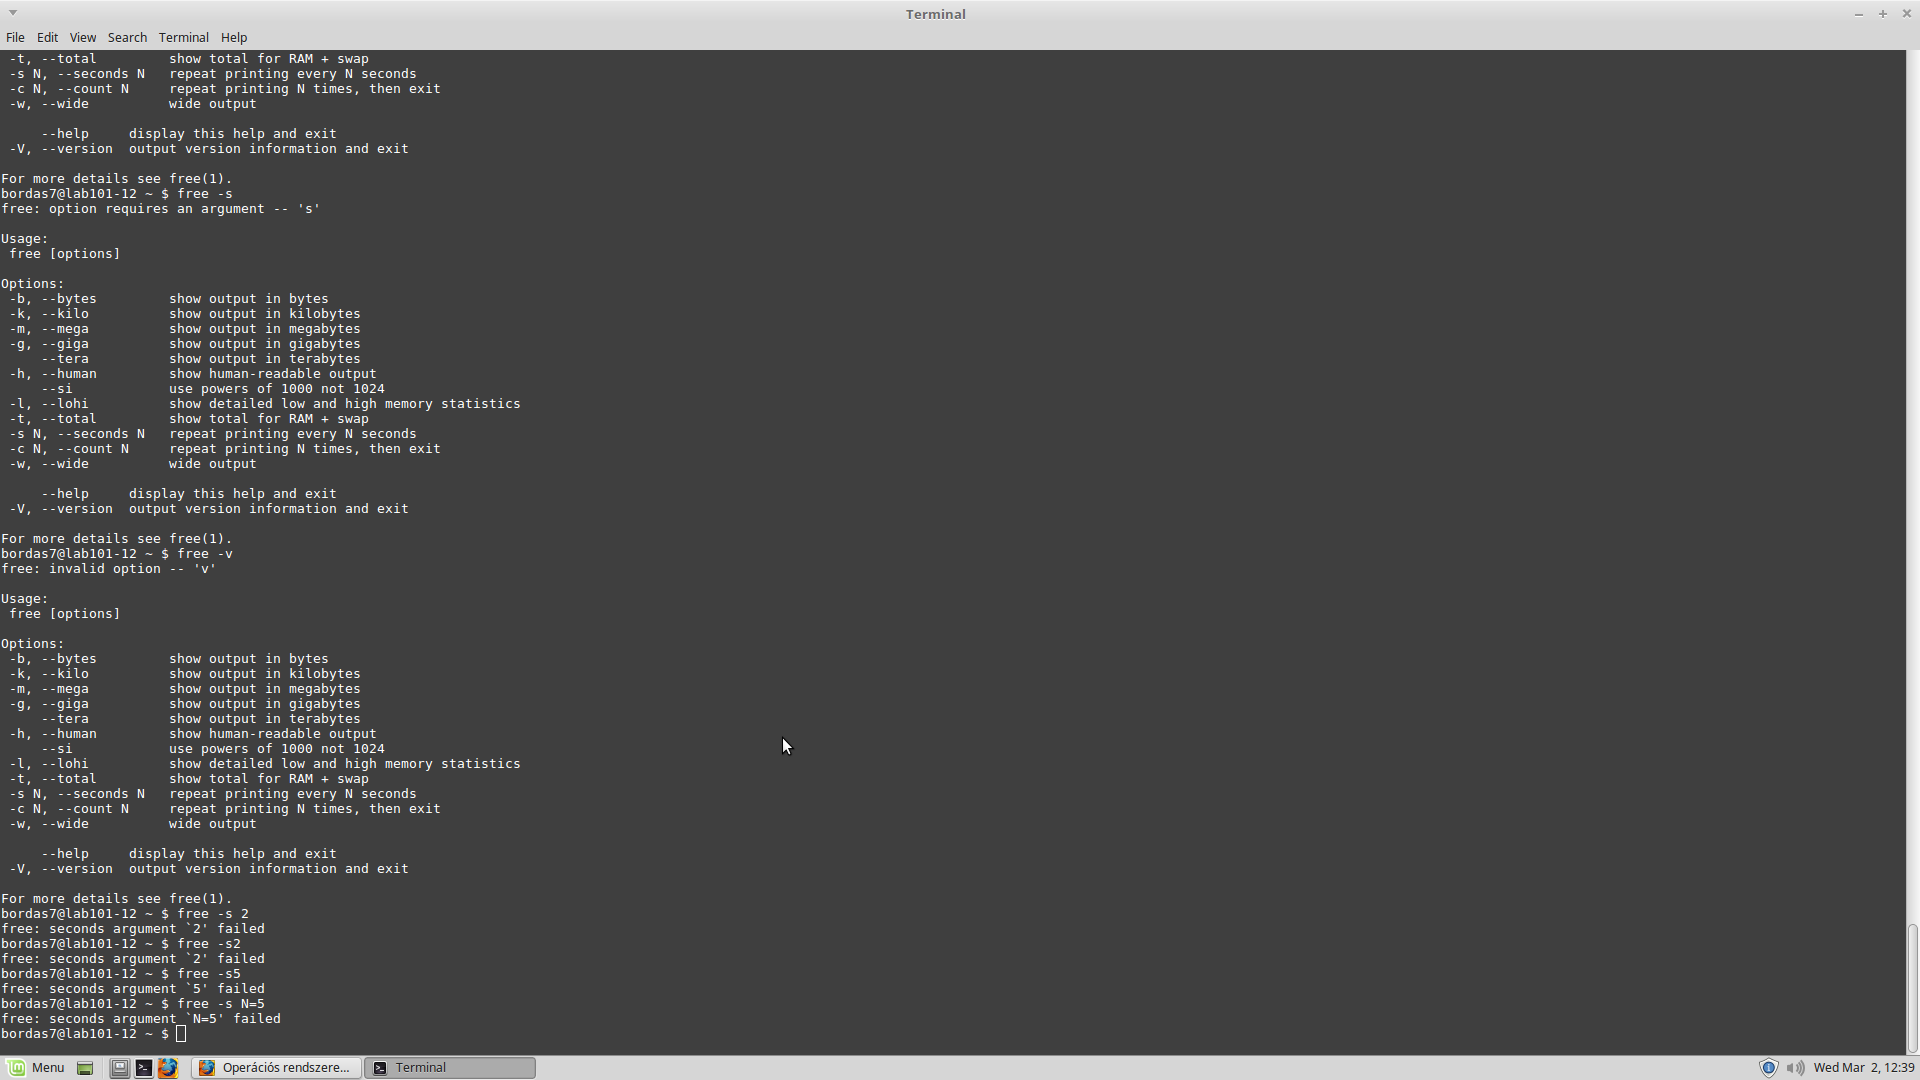 Terminal
File Edit View Search Terminal Help
 -t, --total         show total for RAM + swap
 -s N, --seconds N   repeat printing every N seconds
 -c N, --count N     repeat printing N times, then exit
 -w, --wide          wide output
     --help     display this help and exit
 -V, --version  output version information and exit
For more details see free(1).
bordas7@lab101-12 ~ $ free -s
free: option requires an argument -- 's'
Usage:
 free [options]
Options:
 -b, --bytes         show output in bytes
 -k, --kilo          show output in kilobytes
 -m, --mega          show output in megabytes
 -g, --giga          show output in gigabytes
     --tera          show output in terabytes
 -h, --human         show human-readable output
     --si            use powers of 1000 not 1024
 -l, --lohi          show detailed low and high memory statistics
 -t, --total         show total for RAM + swap
 -s N, --seconds N   repeat printing every N seconds
 -c N, --count N     repeat printing N times, then exit
 -w, --wide          wide output
     --help     display this help and exit
 -V, --version  output version information and exit
For more details see free(1).
bordas7@lab101-12 ~ $ free -v
free: invalid option -- 'v'
Usage:
 free [options]
Options:
 -b, --bytes         show output in bytes
 -k, --kilo          show output in kilobytes
 -m, --mega          show output in megabytes
 -g, --giga          show output in gigabytes
     --tera          show output in terabytes
 -h, --human         show human-readable output
     --si            use powers of 1000 not 1024
 -l, --lohi          show detailed low and high memory statistics
 -t, --total         show total for RAM + swap
 -s N, --seconds N   repeat printing every N seconds
 -c N, --count N     repeat printing N times, then exit
 -w, --wide          wide output
     --help     display this help and exit
 -V, --version  output version information and exit
For more details see free(1).
bordas7@lab101-12 ~ $ free -s 2
free: seconds argument `2' failed
bordas7@lab101-12 ~ $ free -s2
free: seconds argument `2' failed
bordas7@lab101-12 ~ $ free -s5
free: seconds argument `5' failed
bordas7@lab101-12 ~ $ free -s N=5
free: seconds argument `N=5' failed
bordas7@lab101-12 ~ $
Menu Operációs rendszere... Terminal Wed Mar 2, 12:39